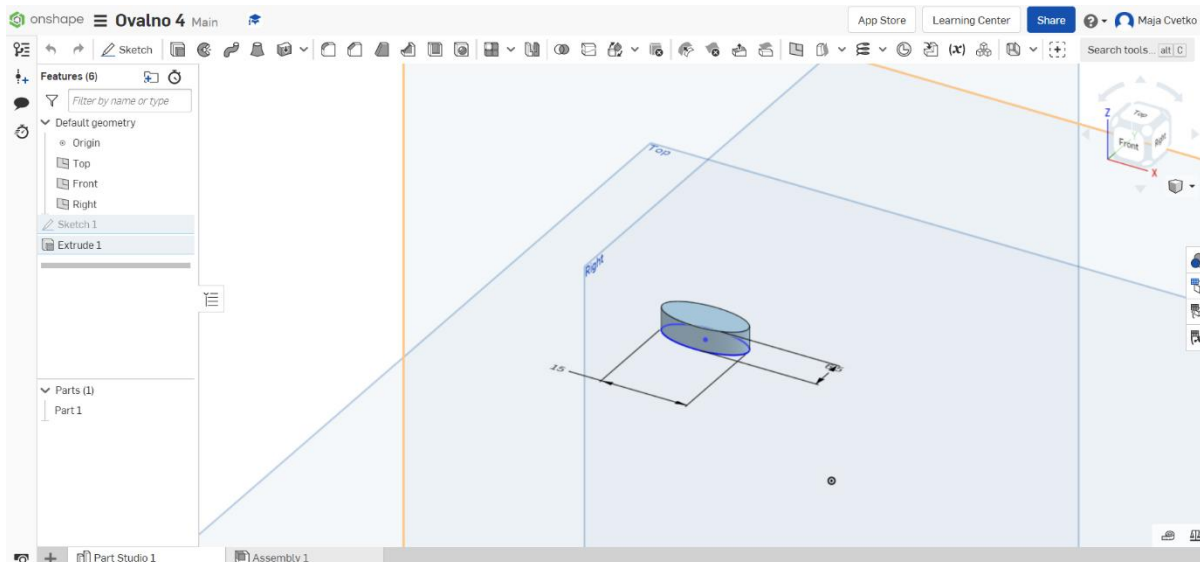 onshape Ovalno 4 Main App Store Learning Center Share Maja Cvetko
Sketch Search tools... alt C
Features (6)
Filter by name or type
Default geometry
Origin
Top
Front
Right
Sketch 1
Extrude 1
Parts (1)
Part 1
Top
Right
15
Z
Top
Front
Right
X
Part Studio 1 Assembly 1